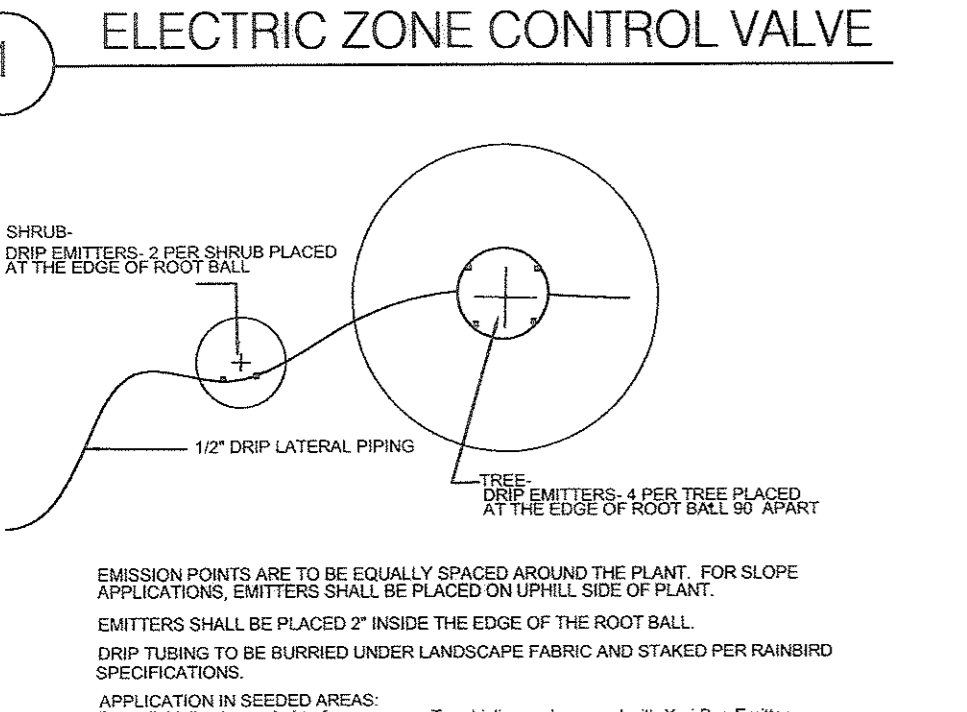 1
ELECTRIC ZONE CONTROL VALVE
SHRUB-
DRIP EMITTERS- 2 PER SHRUB PLACED
AT THE EDGE OF ROOT BALL
1/2" DRIP LATERAL PIPING
TREE-
DRIP EMITTERS- 4 PER TREE PLACED
AT THE EDGE OF ROOT BALL 90 APART
EMISSION POINTS ARE TO BE EQUALLY SPACED AROUND THE PLANT. FOR SLOPE
APPLICATIONS, EMITTERS SHALL BE PLACED ON UPHILL SIDE OF PLANT.
EMITTERS SHALL BE PLACED 2" INSIDE THE EDGE OF THE ROOT BALL.
DRIP TUBING TO BE BURRIED UNDER LANDSCAPE FABRIC AND STAKED PER RAINBIRD
SPECIFICATIONS.
APPLICATION IN SEEDED AREAS: